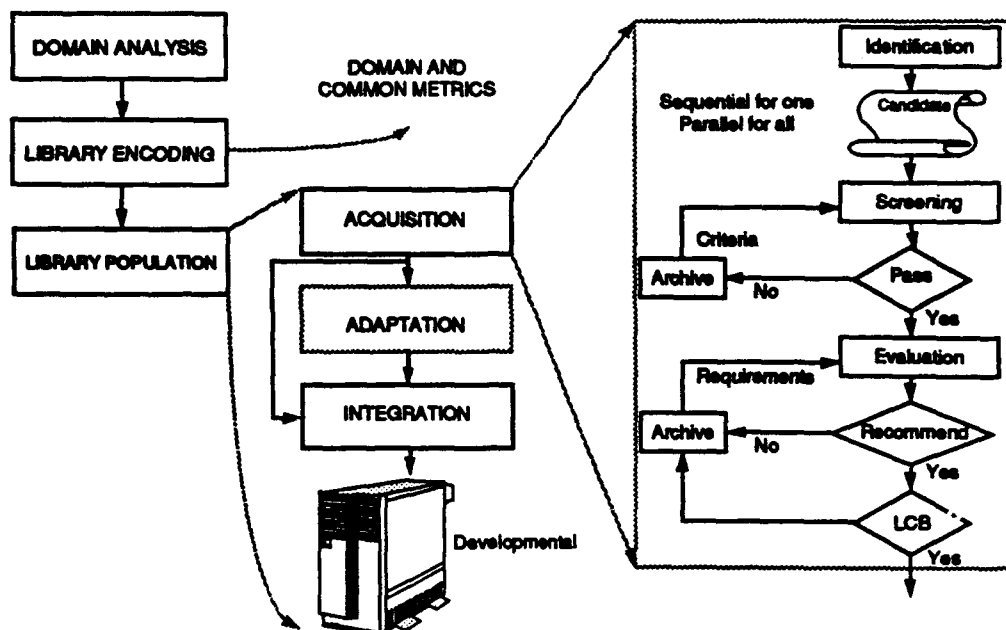 DOMAIN ANALYSIS
LIBRARY ENCODING
LIBRARY POPULATION
DOMAIN AND
COMMON METRICS
ACQUISITION
ADAPTATION
INTEGRATION
Developmental
Sequential for one
Parallel for all
Identification
Candidate
Screening
Criteria
Archive
No
Pass
Yes
Evaluation
Requirements
Archive
No
Recommend
Yes
LCB
Yes